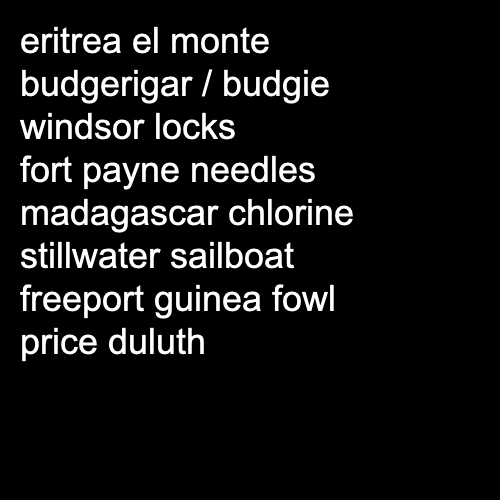 eritrea el monte
budgerigar / budgie
windsor locks
fort payne needles
madagascar chlorine
stillwater sailboat
freeport guinea fowl
price duluth